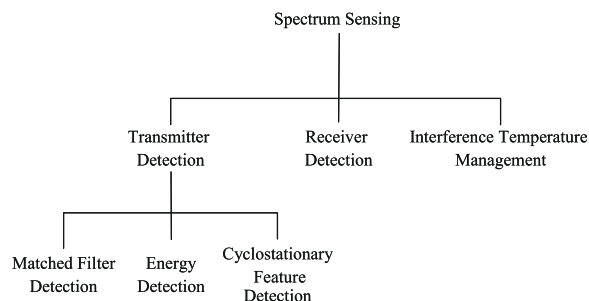 Spectrum Sensing
Transmitter
Detection
Receiver
Detection
Interference Temperature
Management
Matched Filter
Detection
Energy
Detection
Cyclostationary
Feature
Detection